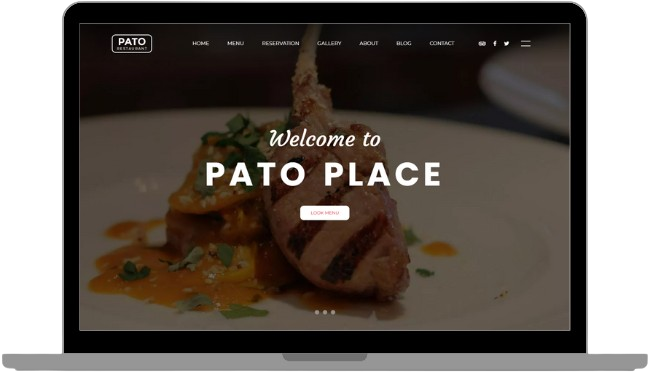 PATO
RESTAURANT
HOME MENU RESERVATION GALLERY ABOUT BLOG CONTACT
Welcome to
PATO PLACE
LOOK MENU